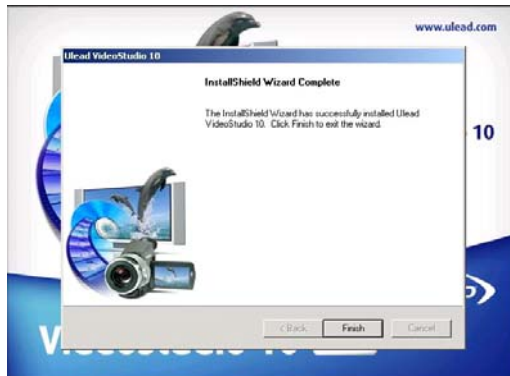 www.ulead.com
Ulead VideoStudio 10
InstallShield Wizard Complete
The InstallShield Wizard has successfully installed Ulead
VideoStudio 10. Click Finish to exit the wizard.
10
< Back
Finish
Cancel